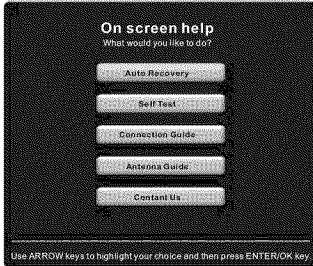 On screen help
What would you like to do?
Auto Recovery
Self Test
Connection Guide
Antenna Guide
Contant Us
Use ARROW keys to highlight your choice and then press ENTER/OK key.